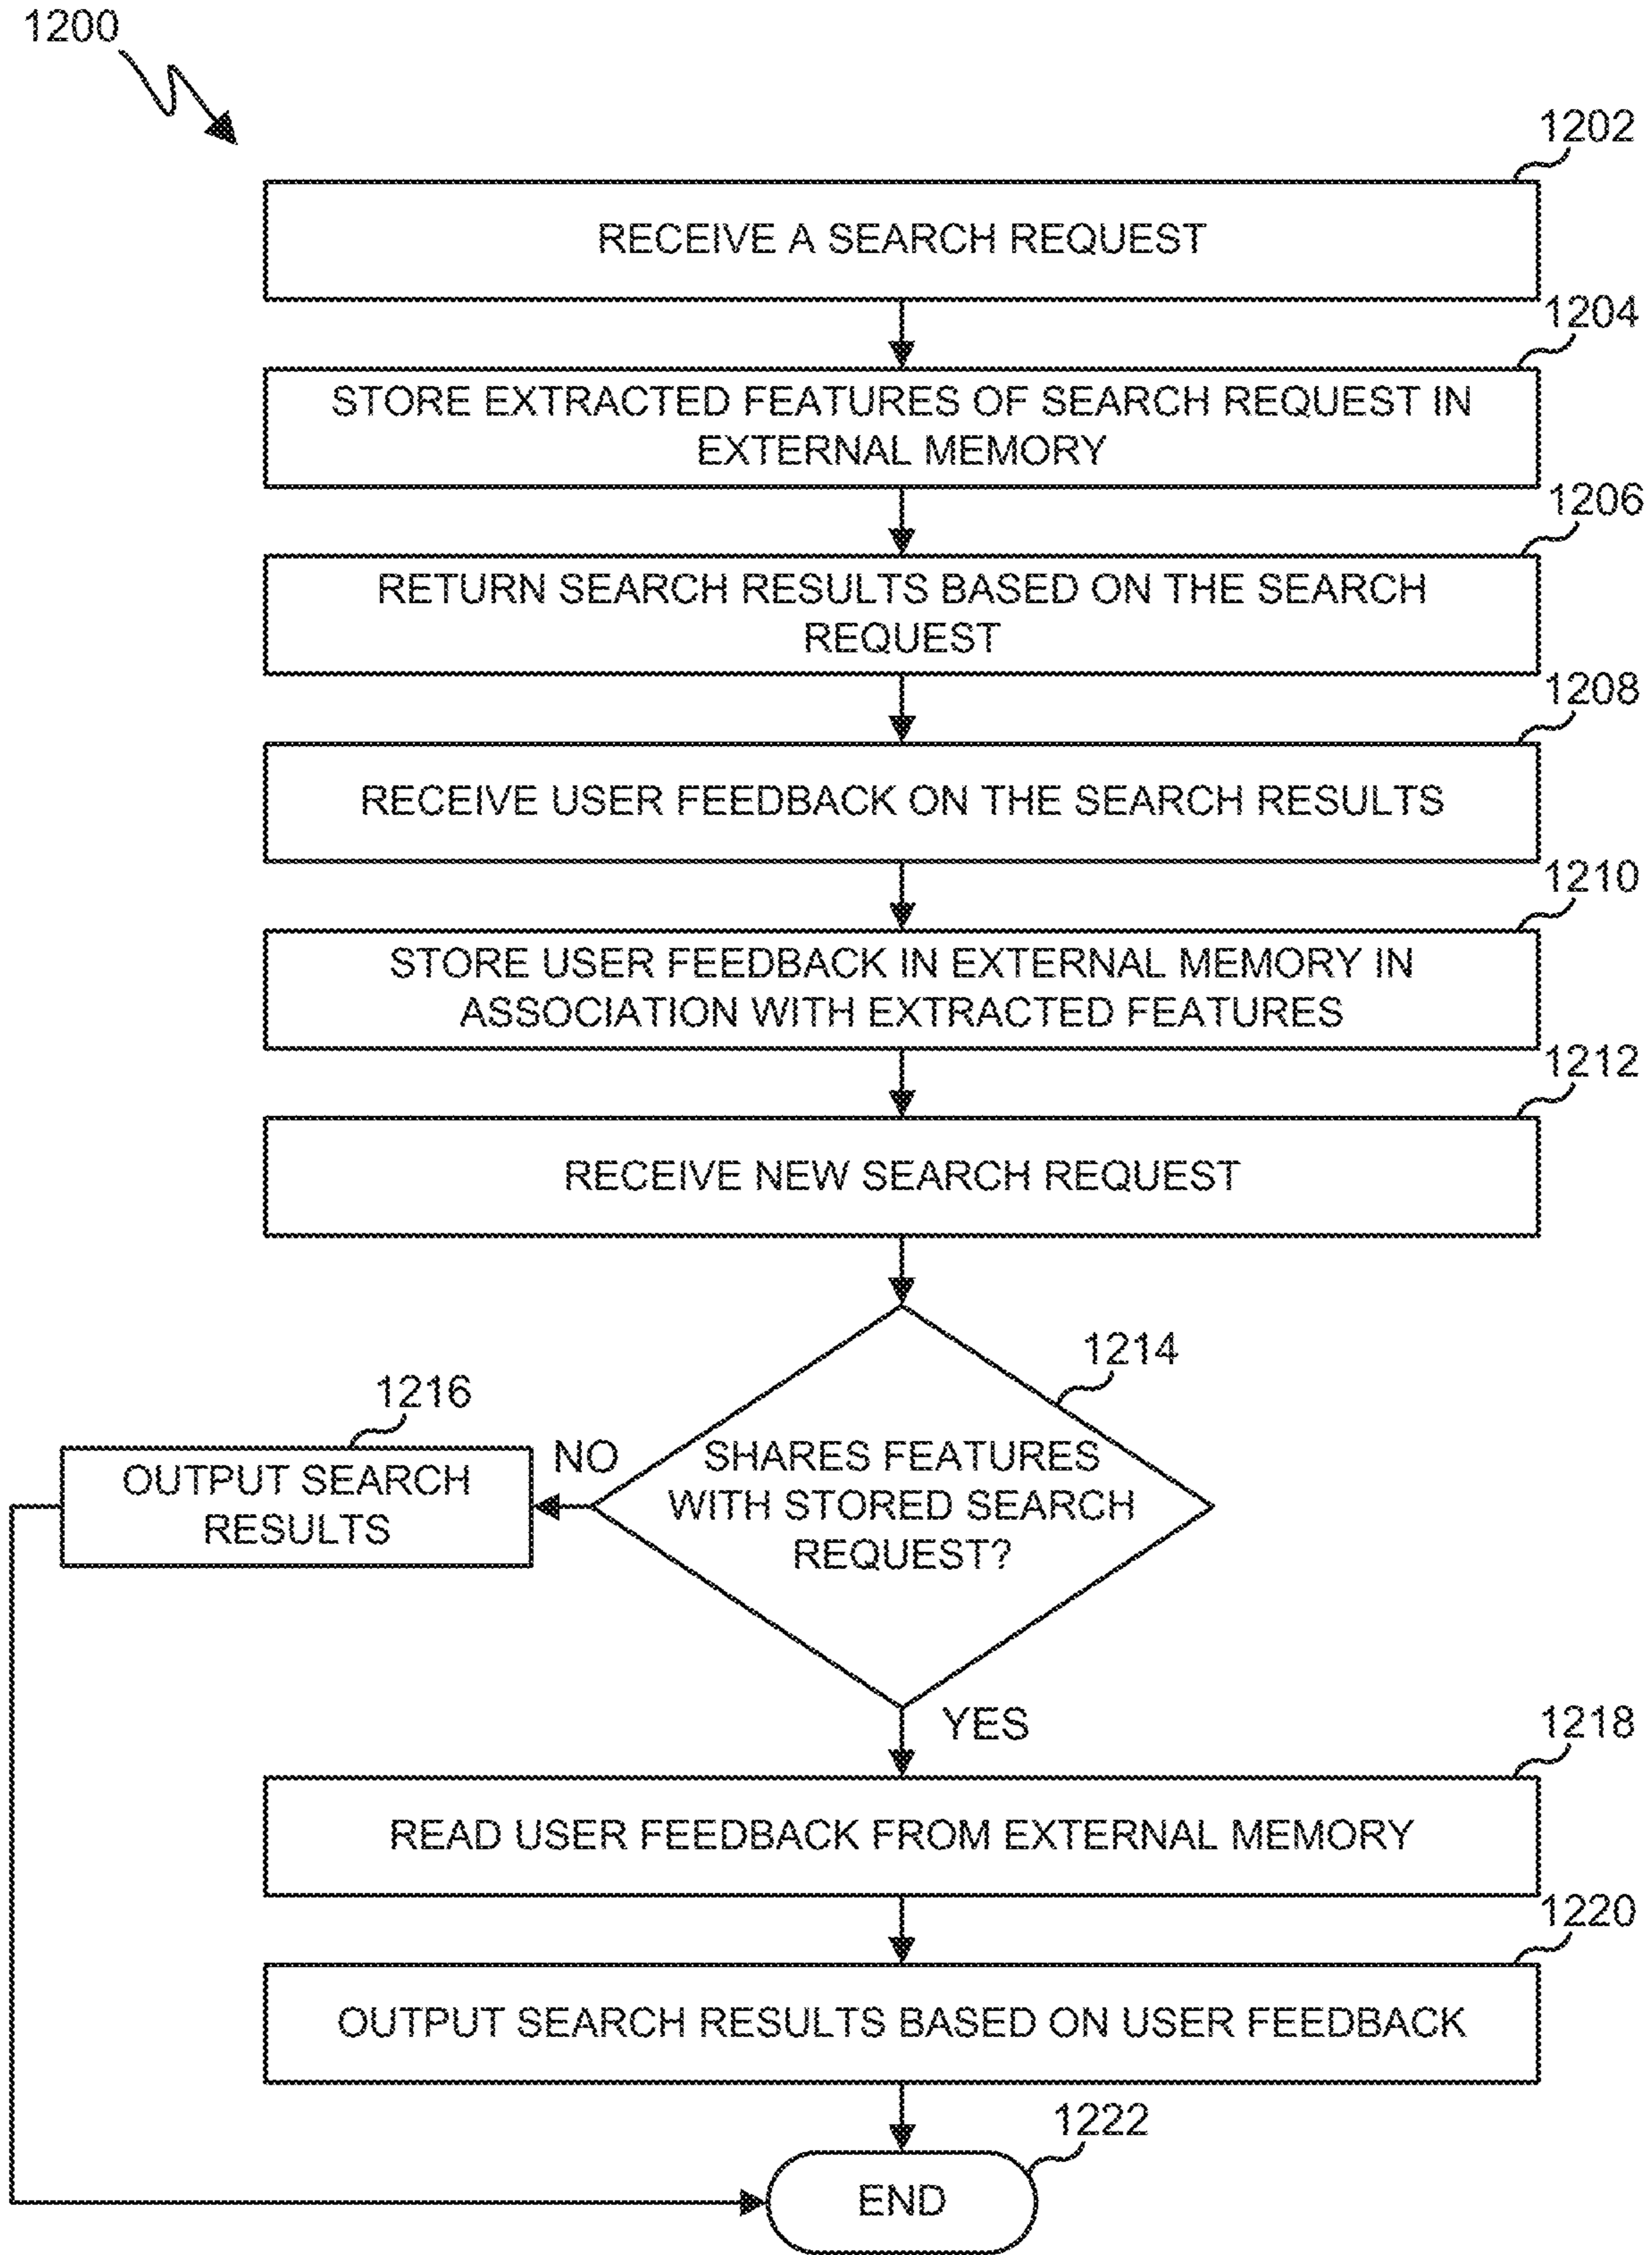 1200
1202
RECEIVE A SEARCH REQUEST
1204
STORE EXTRACTED FEATURES OF SEARCH REQUEST IN
EXTERNAL MEMORY
1206
RETURN SEARCH RESULTS BASED ON THE SEARCH
REQUEST
1208
RECEIVE USER FEEDBACK ON THE SEARCH RESULTS
1210
STORE USER FEEDBACK IN EXTERNAL MEMORY IN
ASSOCIATION WITH EXTRACTED FEATURES
1212
RECEIVE NEW SEARCH REQUEST
1214
SHARES FEATURES
WITH STORED SEARCH
REQUEST?
NO
1216
OUTPUT SEARCH
RESULTS
YES
1218
READ USER FEEDBACK FROM EXTERNAL MEMORY
1220
OUTPUT SEARCH RESULTS BASED ON USER FEEDBACK
1222
END